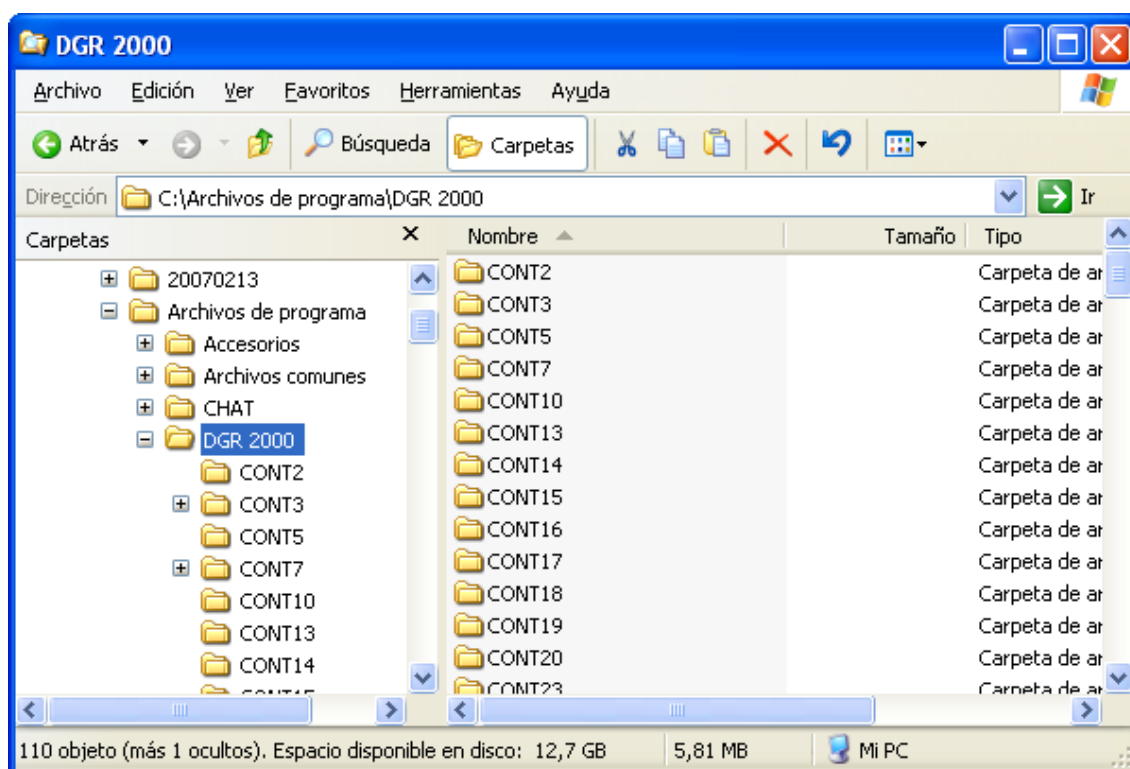 DGR 2000
Archivo Edición Ver Favoritos Herramientas Ayuda
Atrás Búsqueda Carpetas
Dirección C:\Archivos de programa\DGR 2000 Ir
Carpetas
20070213
Archivos de programa
Accesorios
Archivos comunes
CHAT
DGR 2000
CONT2
CONT3
CONT5
CONT7
CONT10
CONT13
CONT14
CONT15
Nombre Tamaño Tipo
CONT2 Carpeta de ar
CONT3 Carpeta de ar
CONT5 Carpeta de ar
CONT7 Carpeta de ar
CONT10 Carpeta de ar
CONT13 Carpeta de ar
CONT14 Carpeta de ar
CONT15 Carpeta de ar
CONT16 Carpeta de ar
CONT17 Carpeta de ar
CONT18 Carpeta de ar
CONT19 Carpeta de ar
CONT20 Carpeta de ar
CONT23 Carpeta de ar
110 objeto (más 1 ocultos). Espacio disponible en disco: 12,7 GB 5,81 MB Mi PC